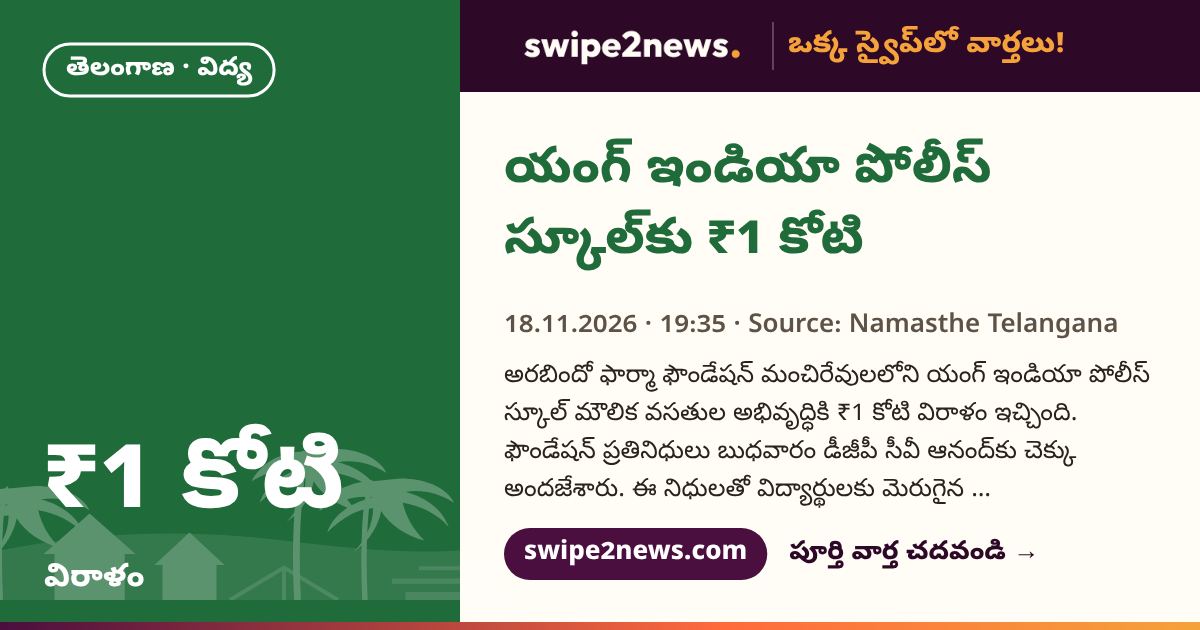 తెలంగాణ · విద్య
₹1 కోటి
విరాళం
swipe2news.
ఒక్క స్వైప్‌లో వార్తలు!
యంగ్ ఇండియా పోలీస్
స్కూల్‌కు ₹1 కోటి
18.11.2026 · 19:35 · Source: Namasthe Telangana
అరబిందో ఫార్మా ఫౌండేషన్ మంచిరేవులలోని యంగ్ ఇండియా పోలీస్
స్కూల్ మౌలిక వసతుల అభివృద్ధికి ₹1 కోటి విరాళం ఇచ్చింది.
ఫౌండేషన్ ప్రతినిధులు బుధవారం డీజీపీ సీవీ ఆనంద్‌కు చెక్కు
అందజేశారు. ఈ నిధులతో విద్యార్థులకు మెరుగైన ...
swipe2news.com
పూర్తి వార్త చదవండి →